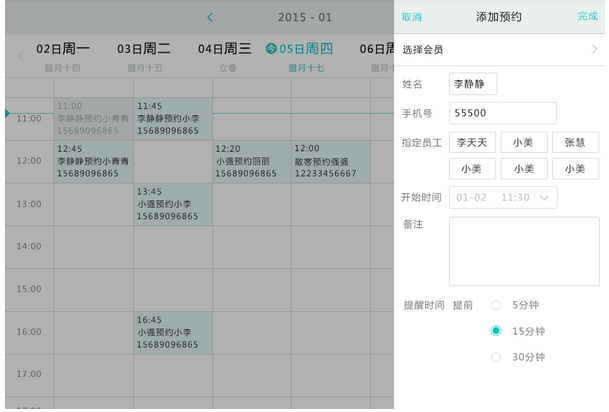 2015 - 01
02日周一
03日周二
04日周三
今 05日周四
06日周
腊月十四
腊月十五
立春
腊月十七
腊月十
11:00
11:00
李静静预约小青青
15689096865
11:45
李静静预约小李
15689096865
12:00
12:45
李静静预约小青青
15689096865
12:20
小强预约丽丽
15689096865
12:00
散客预约强强
12233456667
13:00
13:45
小强预约小李
15689096865
14:00
15:00
16:00
16:45
小强预约小李
15689096865
17:00
取消
添加预约
完成
选择会员
姓名
李静静
手机号
55500
指定员工
李天天
小美
张慧
小美
小美
小美
开始时间
01-02 11:30
备注
提醒时间 提前
5分钟
15分钟
30分钟